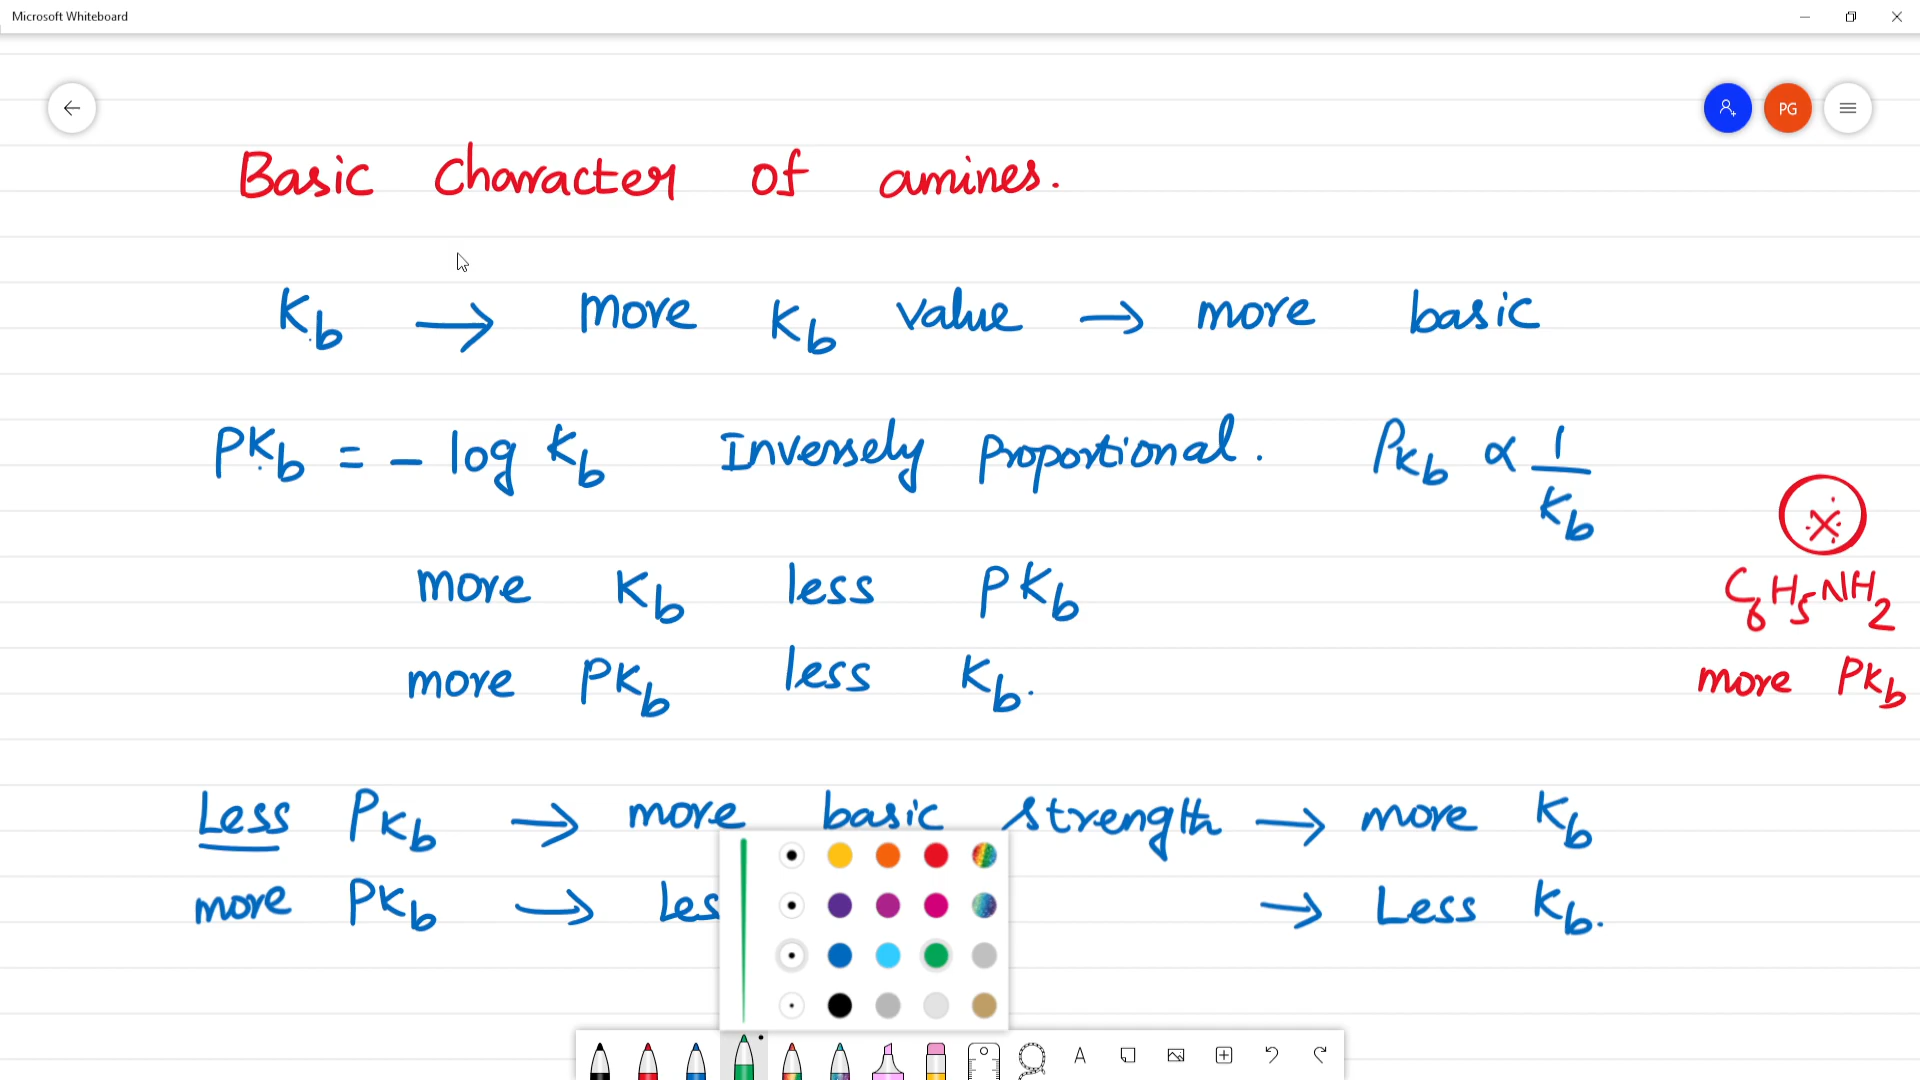 Microsoft Whiteboard
PG
Basic Character of amines.
Kb → more Kb value → more basic
PKb = - log Kb Inversely Proportional. PKb ∝ 1/Kb
more Kb less PKb
more PKb less Kb.
C6H5NH2
more PKb
Less PKb → more basic strength → more Kb
more PKb → Les → Less Kb.
A